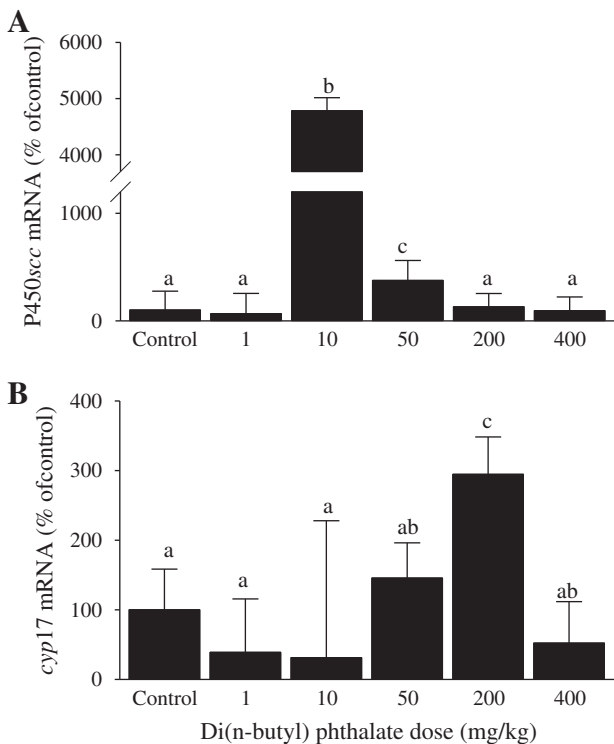 A
P450scc mRNA (% ofcontrol)
6000
5000
4000
1000
0
a
a
b
c
a
a
Control 1 10 50 200 400
B
cyp17 mRNA (% ofcontrol)
400
300
200
100
0
a
a
a
ab
c
ab
Control 1 10 50 200 400
Di(n-butyl) phthalate dose (mg/kg)